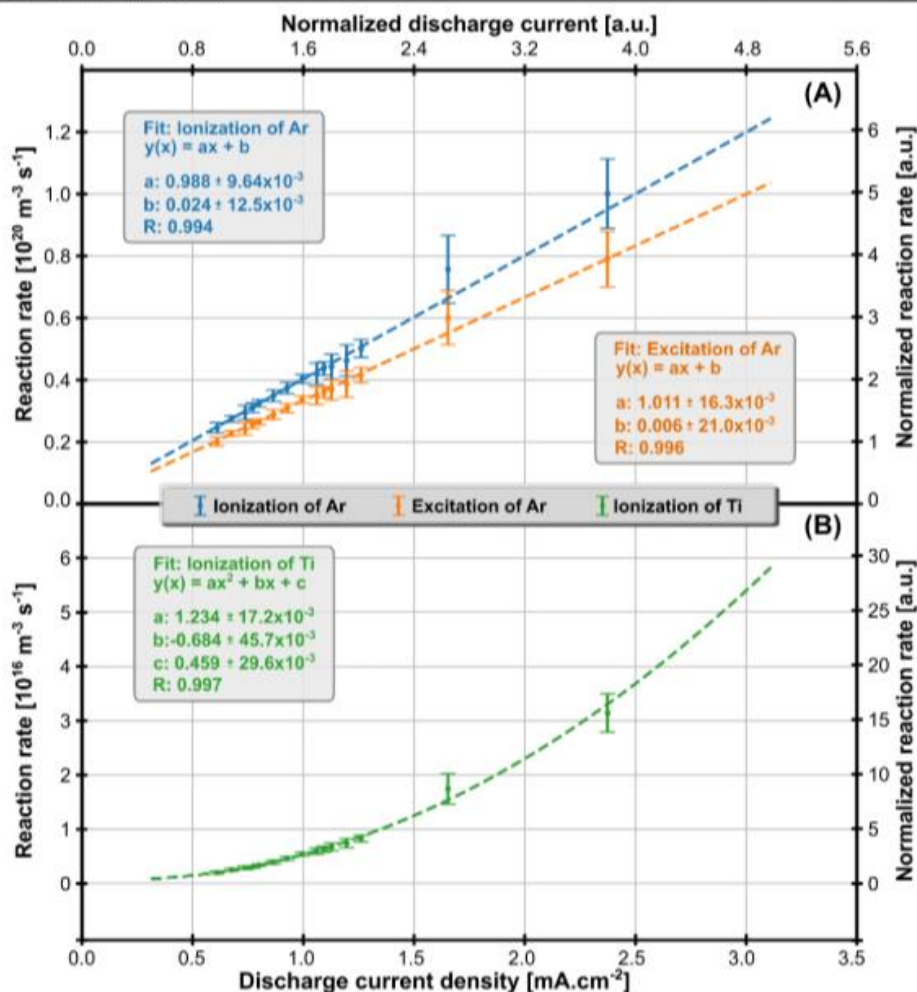 Normalized discharge current [a.u.]
0.0 0.8 1.6 2.4 3.2 4.0 4.8 5.6
(A)
Reaction rate [10²⁰ m⁻³ s⁻¹]
1.2
1.0
0.8
0.6
0.4
0.2
0.0
Fit: Ionization of Ar
y(x) = ax + b
a: 0.988 ± 9.64x10⁻³
b: 0.024 ± 12.5x10⁻³
R: 0.994
Fit: Excitation of Ar
y(x) = ax + b
a: 1.011 ± 16.3x10⁻³
b: 0.006 ± 21.0x10⁻³
R: 0.996
6
5
4
3
2
1
0
Normalized reaction rate [a.u.]
Ionization of Ar Excitation of Ar Ionization of Ti
(B)
Reaction rate [10¹⁶ m⁻³ s⁻¹]
6
5
4
3
2
1
0
Fit: Ionization of Ti
y(x) = ax² + bx + c
a: 1.234 ± 17.2x10⁻³
b:-0.684 ± 45.7x10⁻³
c: 0.459 ± 29.6x10⁻³
R: 0.997
30
25
20
15
10
5
0
Normalized reaction rate [a.u.]
0.0 0.5 1.0 1.5 2.0 2.5 3.0 3.5
Discharge current density [mA.cm⁻²]